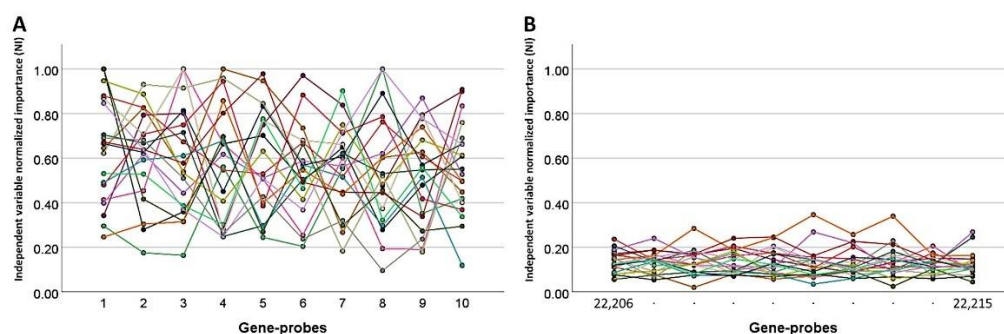 A
Independent variable normalized importance (NI)
1.00
0.80
0.60
0.40
0.20
0.00
1 2 3 4 5 6 7 8 9 10
Gene-probes
B
Independent variable normalized importance (NI)
1.00
0.80
0.60
0.40
0.20
0.00
22,206 . . . . . . . . 22,215
Gene-probes